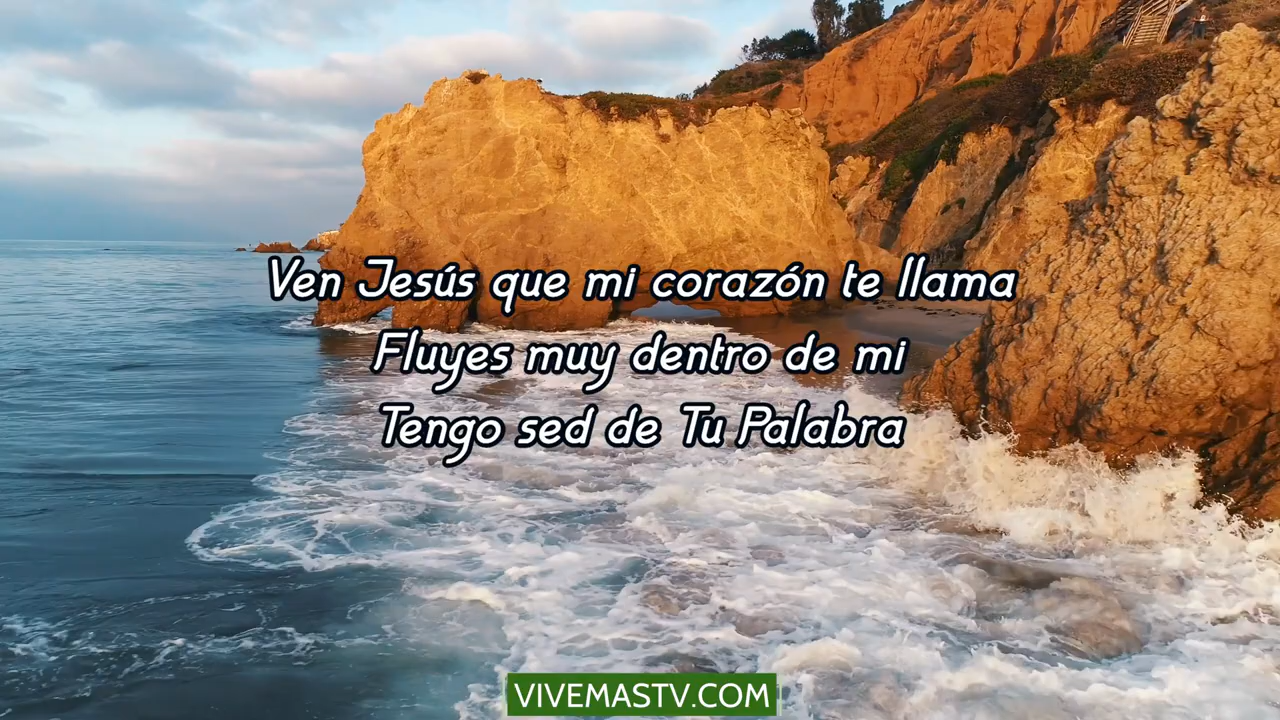 Ven Jesús que mi corazón te llama
Fluyes muy dentro de mi
Tengo sed de Tu Palabra
VIVEMASTV.COM